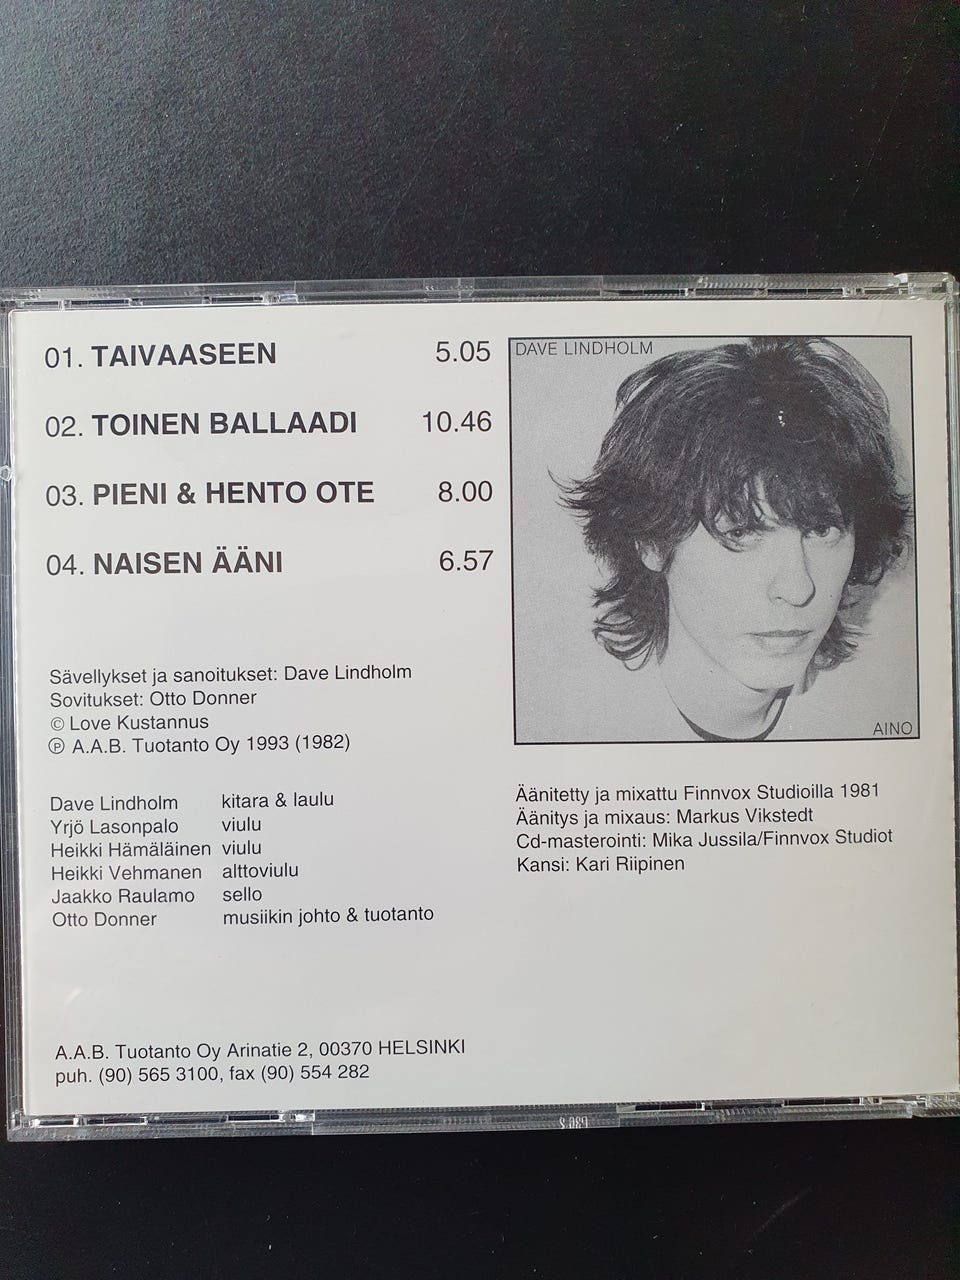 01. TAIVAASEEN 5.05
02. TOINEN BALLAADI 10.46
03. PIENI & HENTO OTE 8.00
04. NAISEN ÄÄNI 6.57
Sävellykset ja sanoitukset: Dave Lindholm
Sovitukset: Otto Donner
© Love Kustannus
℗ A.A.B. Tuotanto Oy 1993 (1982)
Dave Lindholm kitara & laulu
Yrjö Lasonpalo viulu
Heikki Hämäläinen viulu
Heikki Vehmanen alttoviulu
Jaakko Raulamo sello
Otto Donner musiikin johto & tuotanto
A.A.B. Tuotanto Oy Arinatie 2, 00370 HELSINKI
puh. (90) 565 3100, fax (90) 554 282
DAVE LINDHOLM
AINO
Äänitetty ja mixattu Finnvox Studioilla 1981
Äänitys ja mixaus: Markus Vikstedt
Cd-masterointi: Mika Jussila/Finnvox Studiot
Kansi: Kari Riipinen